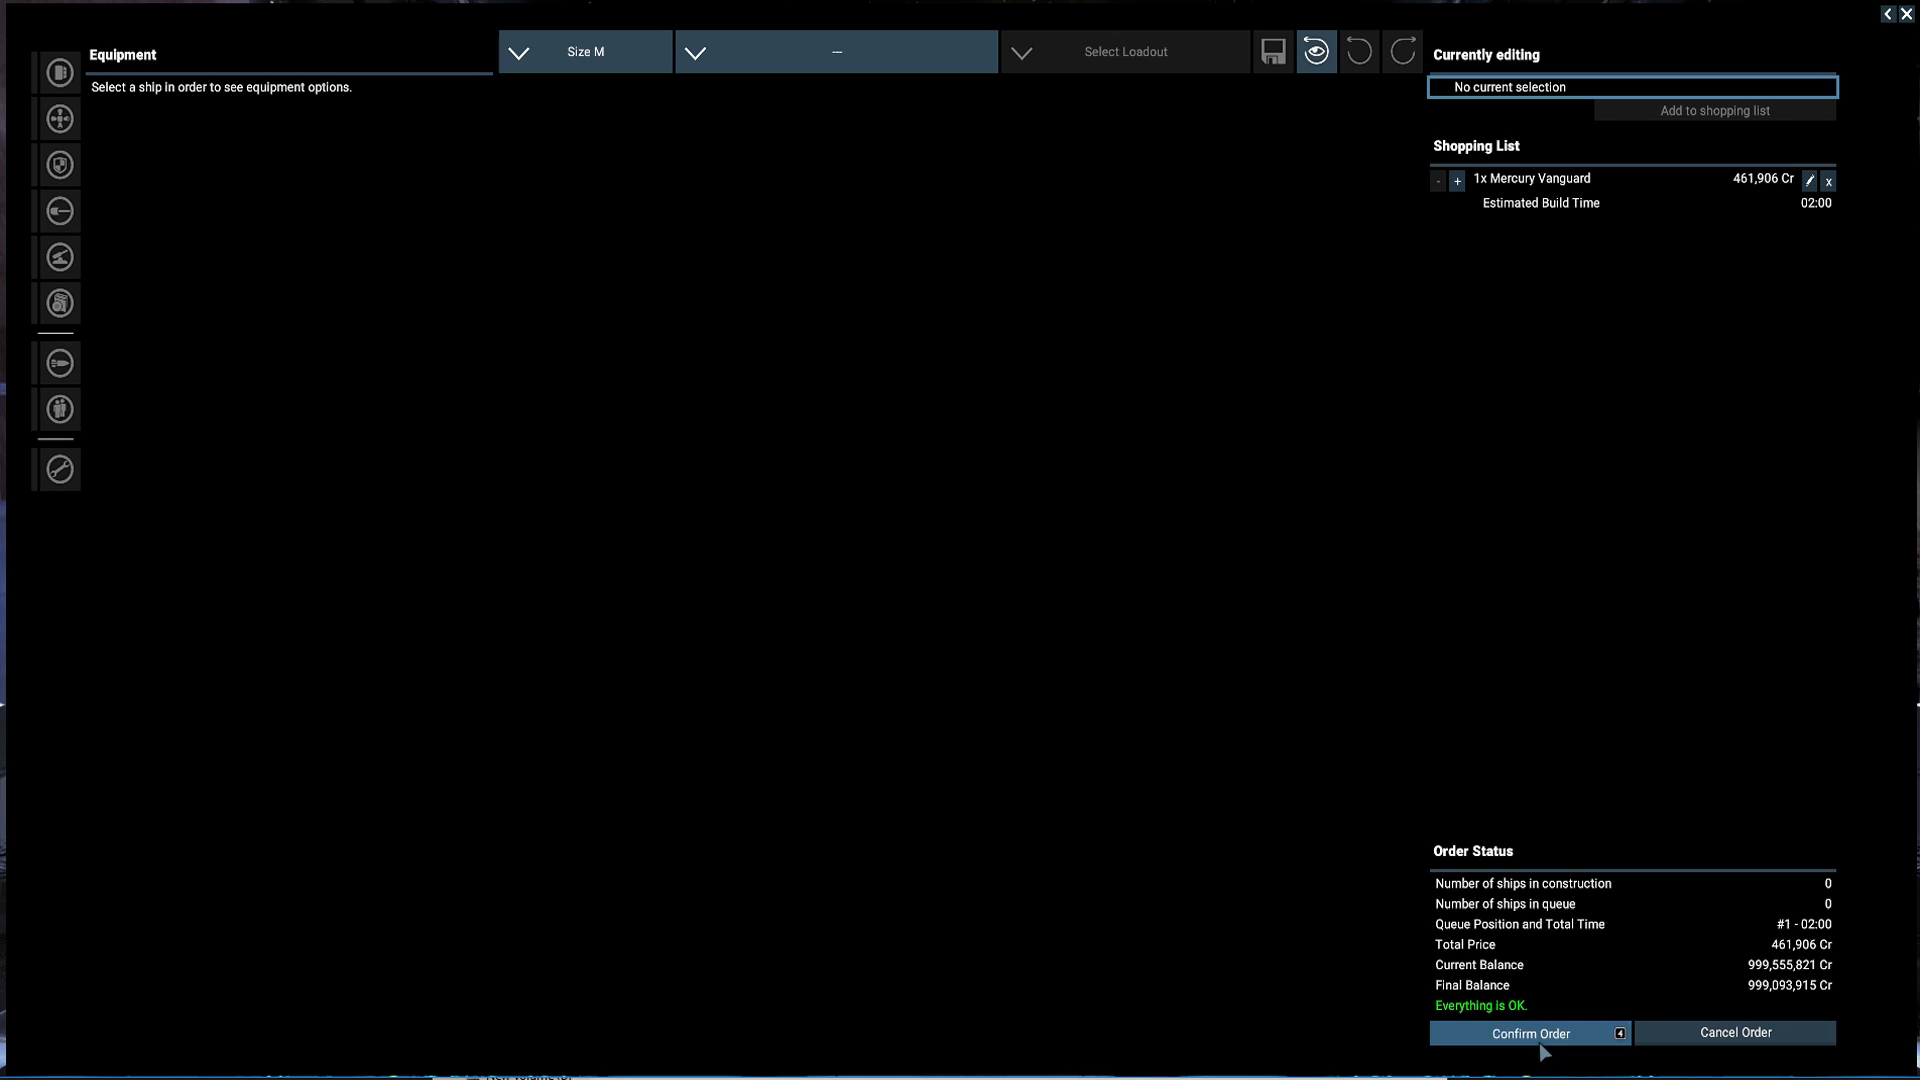 Equipment
Select a ship in order to see equipment options.
Size M
---
Select Loadout
Currently editing
No current selection
Add to shopping list
Shopping List
- + 1x Mercury Vanguard 461,906 Cr x
Estimated Build Time 02:00
Order Status
Number of ships in construction 0
Number of ships in queue 0
Queue Position and Total Time #1 - 02:00
Total Price 461,906 Cr
Current Balance 999,555,821 Cr
Final Balance 999,093,915 Cr
Everything is OK.
Confirm Order 4
Cancel Order